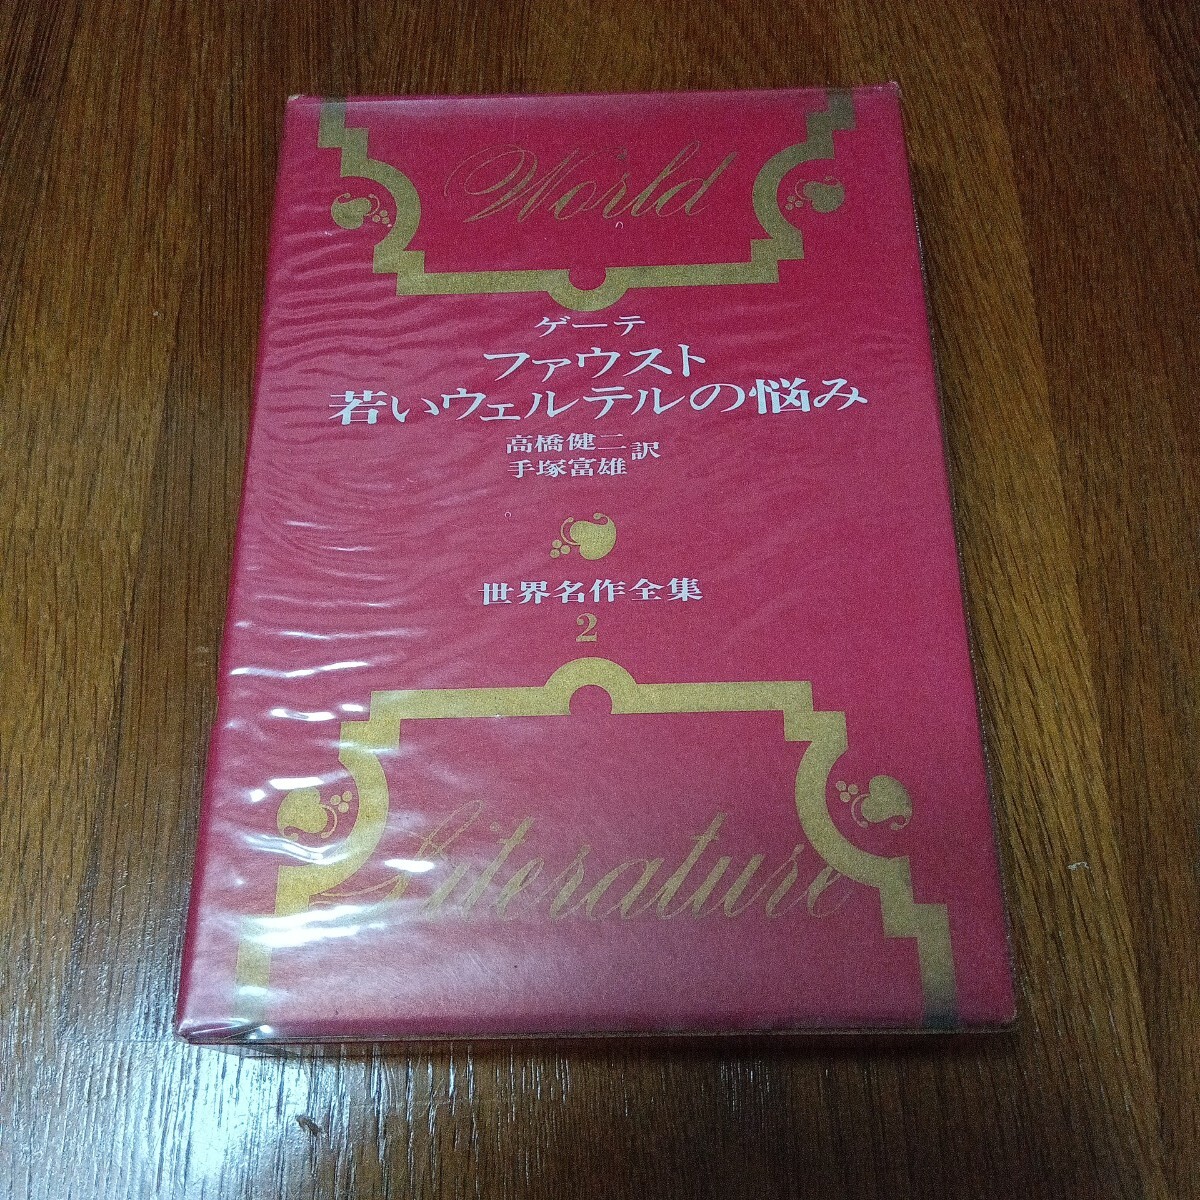 World
ゲーテ
ファウスト
若いウェルテルの悩み
高橋健二
手塚富雄
訳
世界名作全集
2
Literature